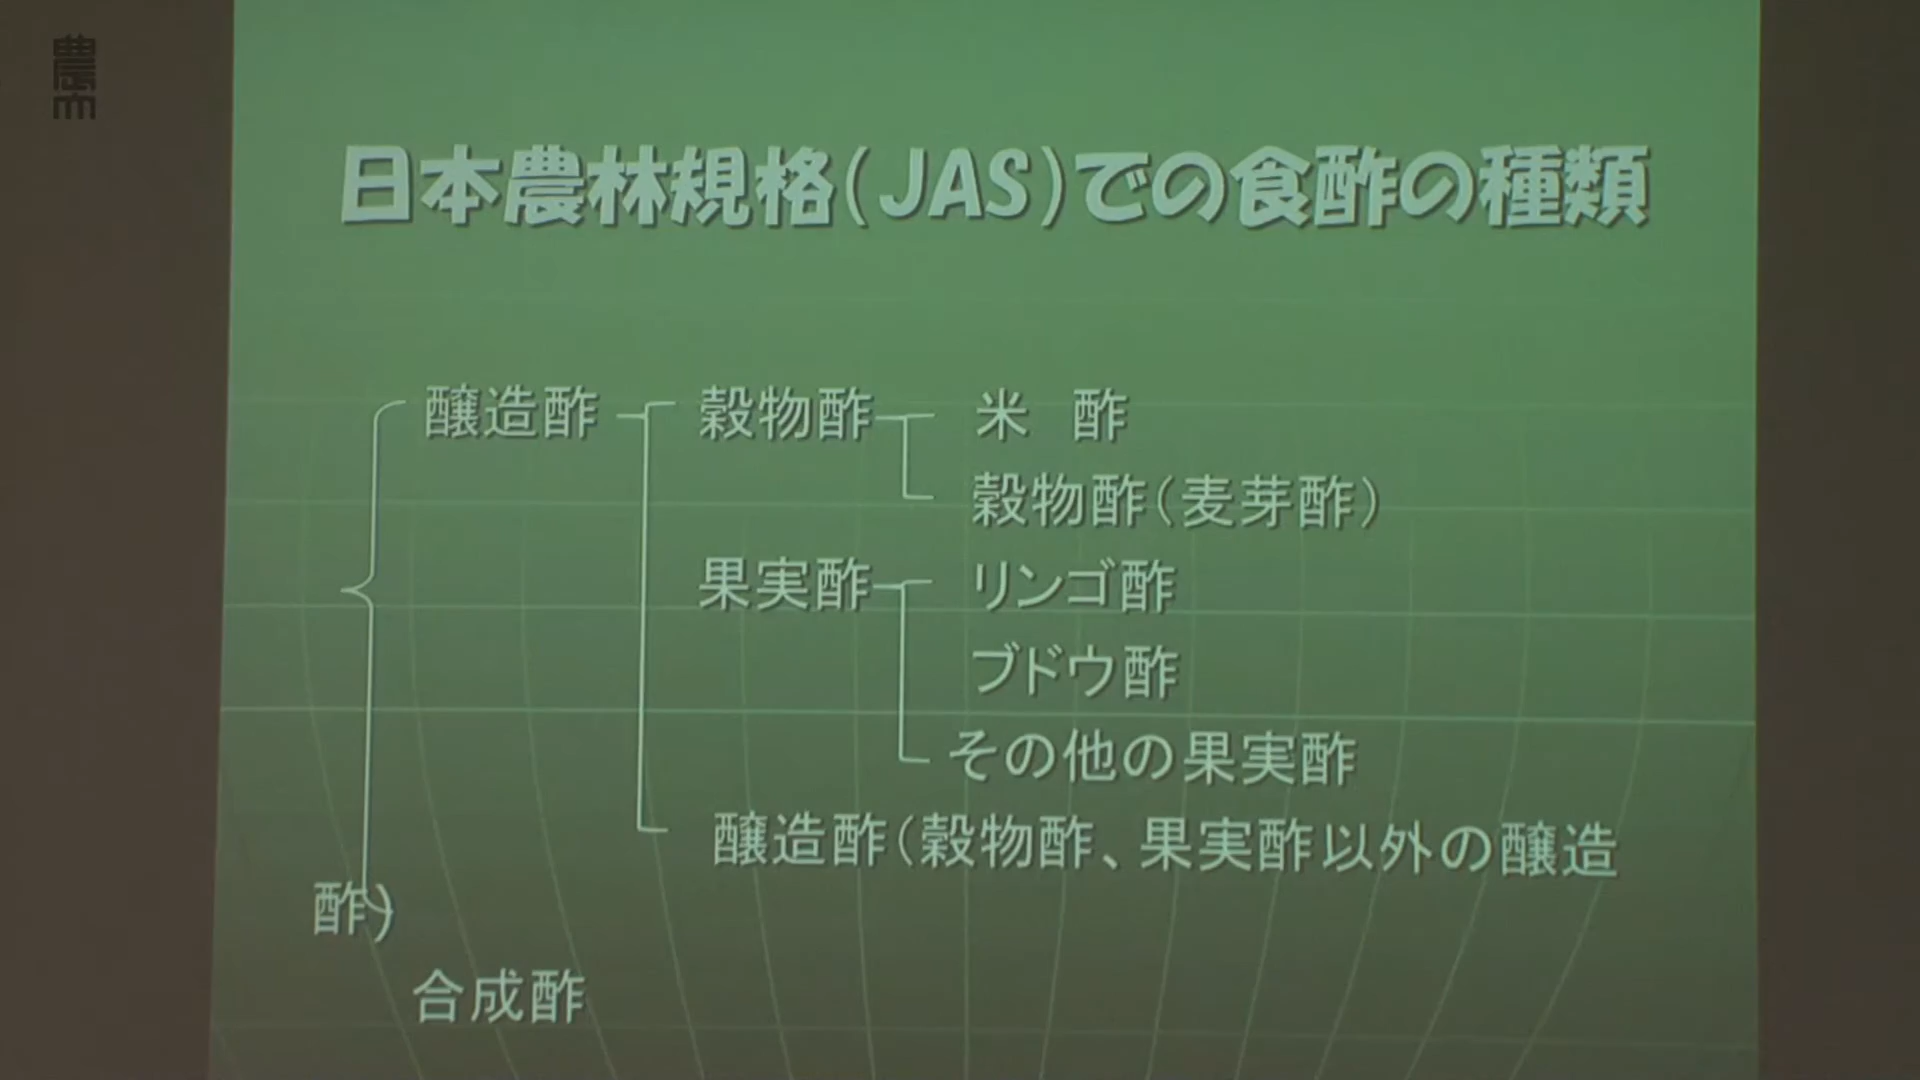 農
日本農林規格(JAS)での食酢の種類
醸造酢 穀物酢 米 酢
穀物酢(麦芽酢)
果実酢 リンゴ酢
ブドウ酢
その他の果実酢
醸造酢(穀物酢、果実酢以外の醸造
酢)
合成酢